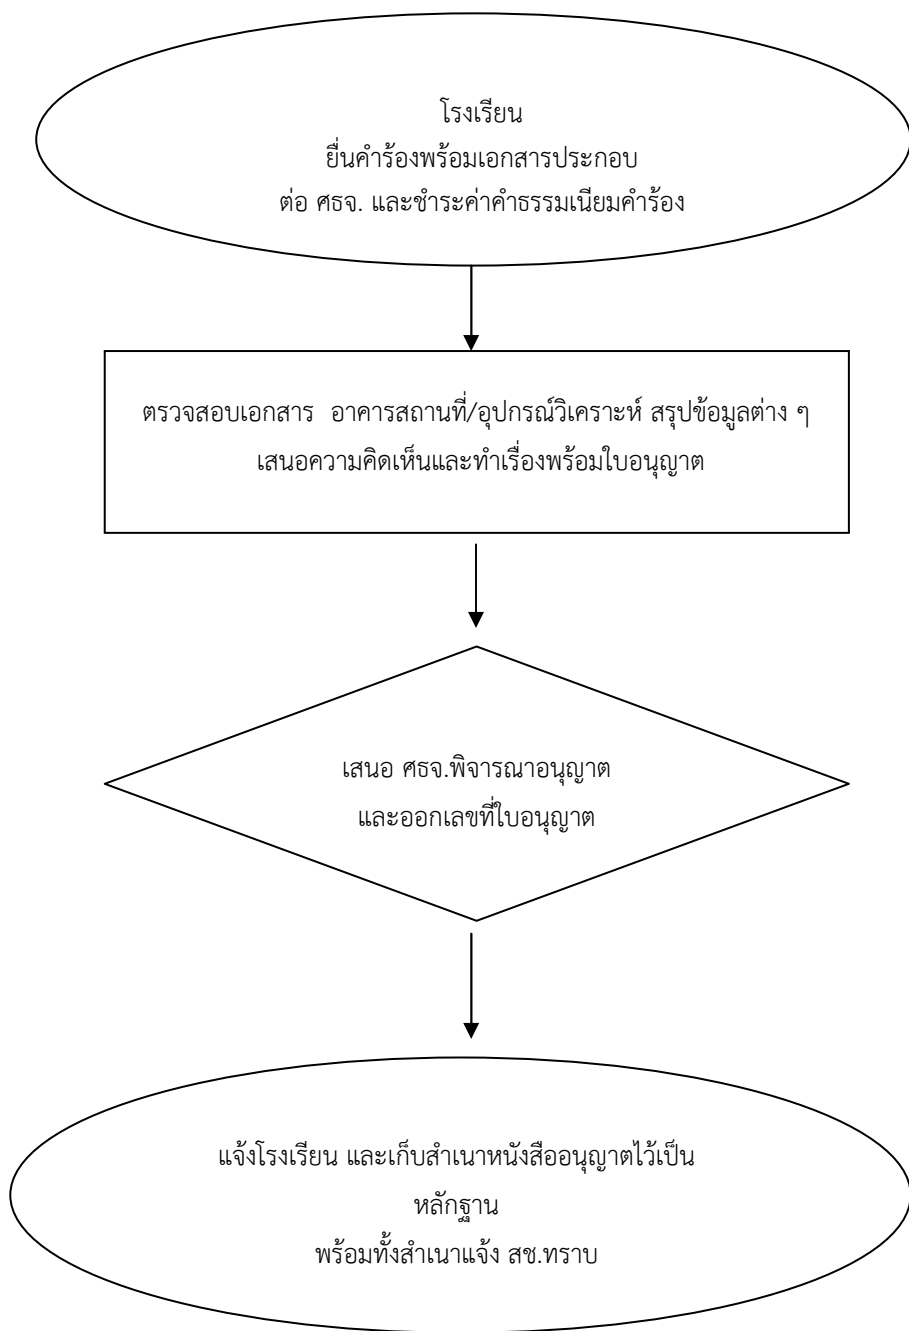 โรงเรียน
ยื่นคำร้องพร้อมเอกสารประกอบ
ต่อ ศธจ. และชำระค่าคำธรรมเนียมคำร้อง
ตรวจสอบเอกสาร อาคารสถานที่/อุปกรณ์วิเคราะห์ สรุปข้อมูลต่าง ๆ
เสนอความคิดเห็นและทำเรื่องพร้อมใบอนุญาต
เสนอ ศธจ.พิจารณาอนุญาต
และออกเลขที่ใบอนุญาต
แจ้งโรงเรียน และเก็บสำเนาหนังสืออนุญาตไว้เป็น
หลักฐาน
พร้อมทั้งสำเนาแจ้ง สช.ทราบ